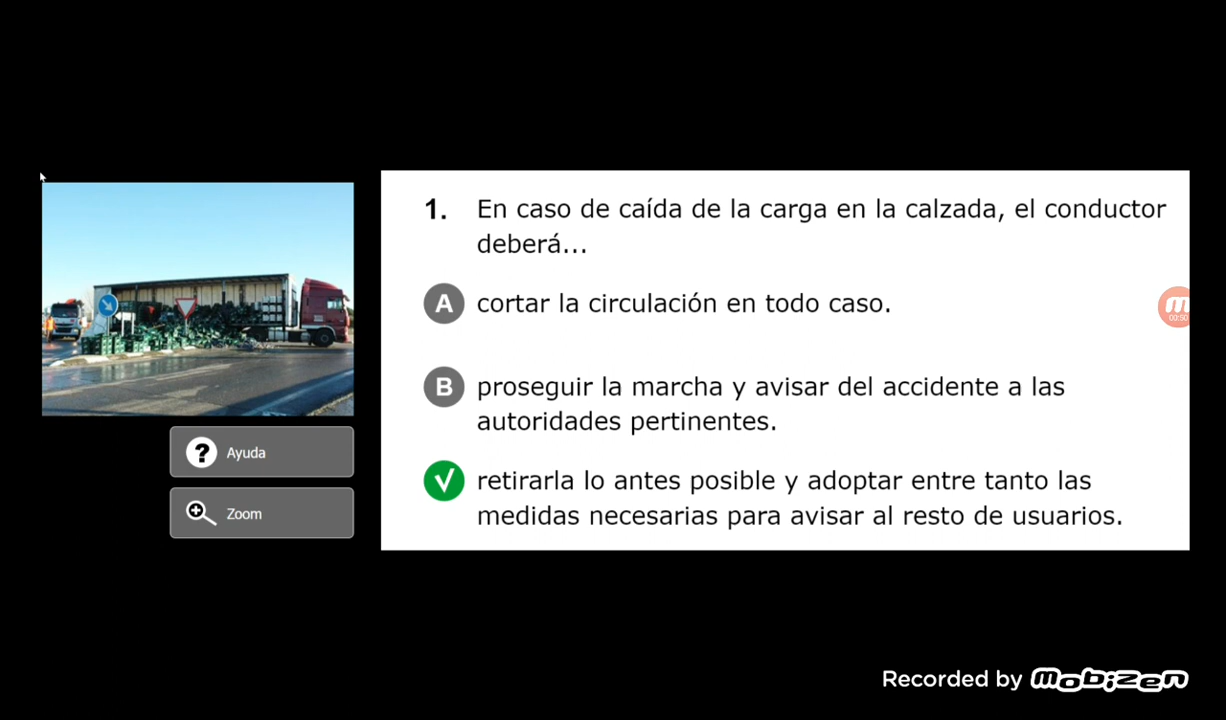 1. En caso de caída de la carga en la calzada, el conductor
deberá...
A cortar la circulación en todo caso.
B proseguir la marcha y avisar del accidente a las
autoridades pertinentes.
retirarla lo antes posible y adoptar entre tanto las
medidas necesarias para avisar al resto de usuarios.
? Ayuda
Zoom
m
00:50
Recorded by mobizen